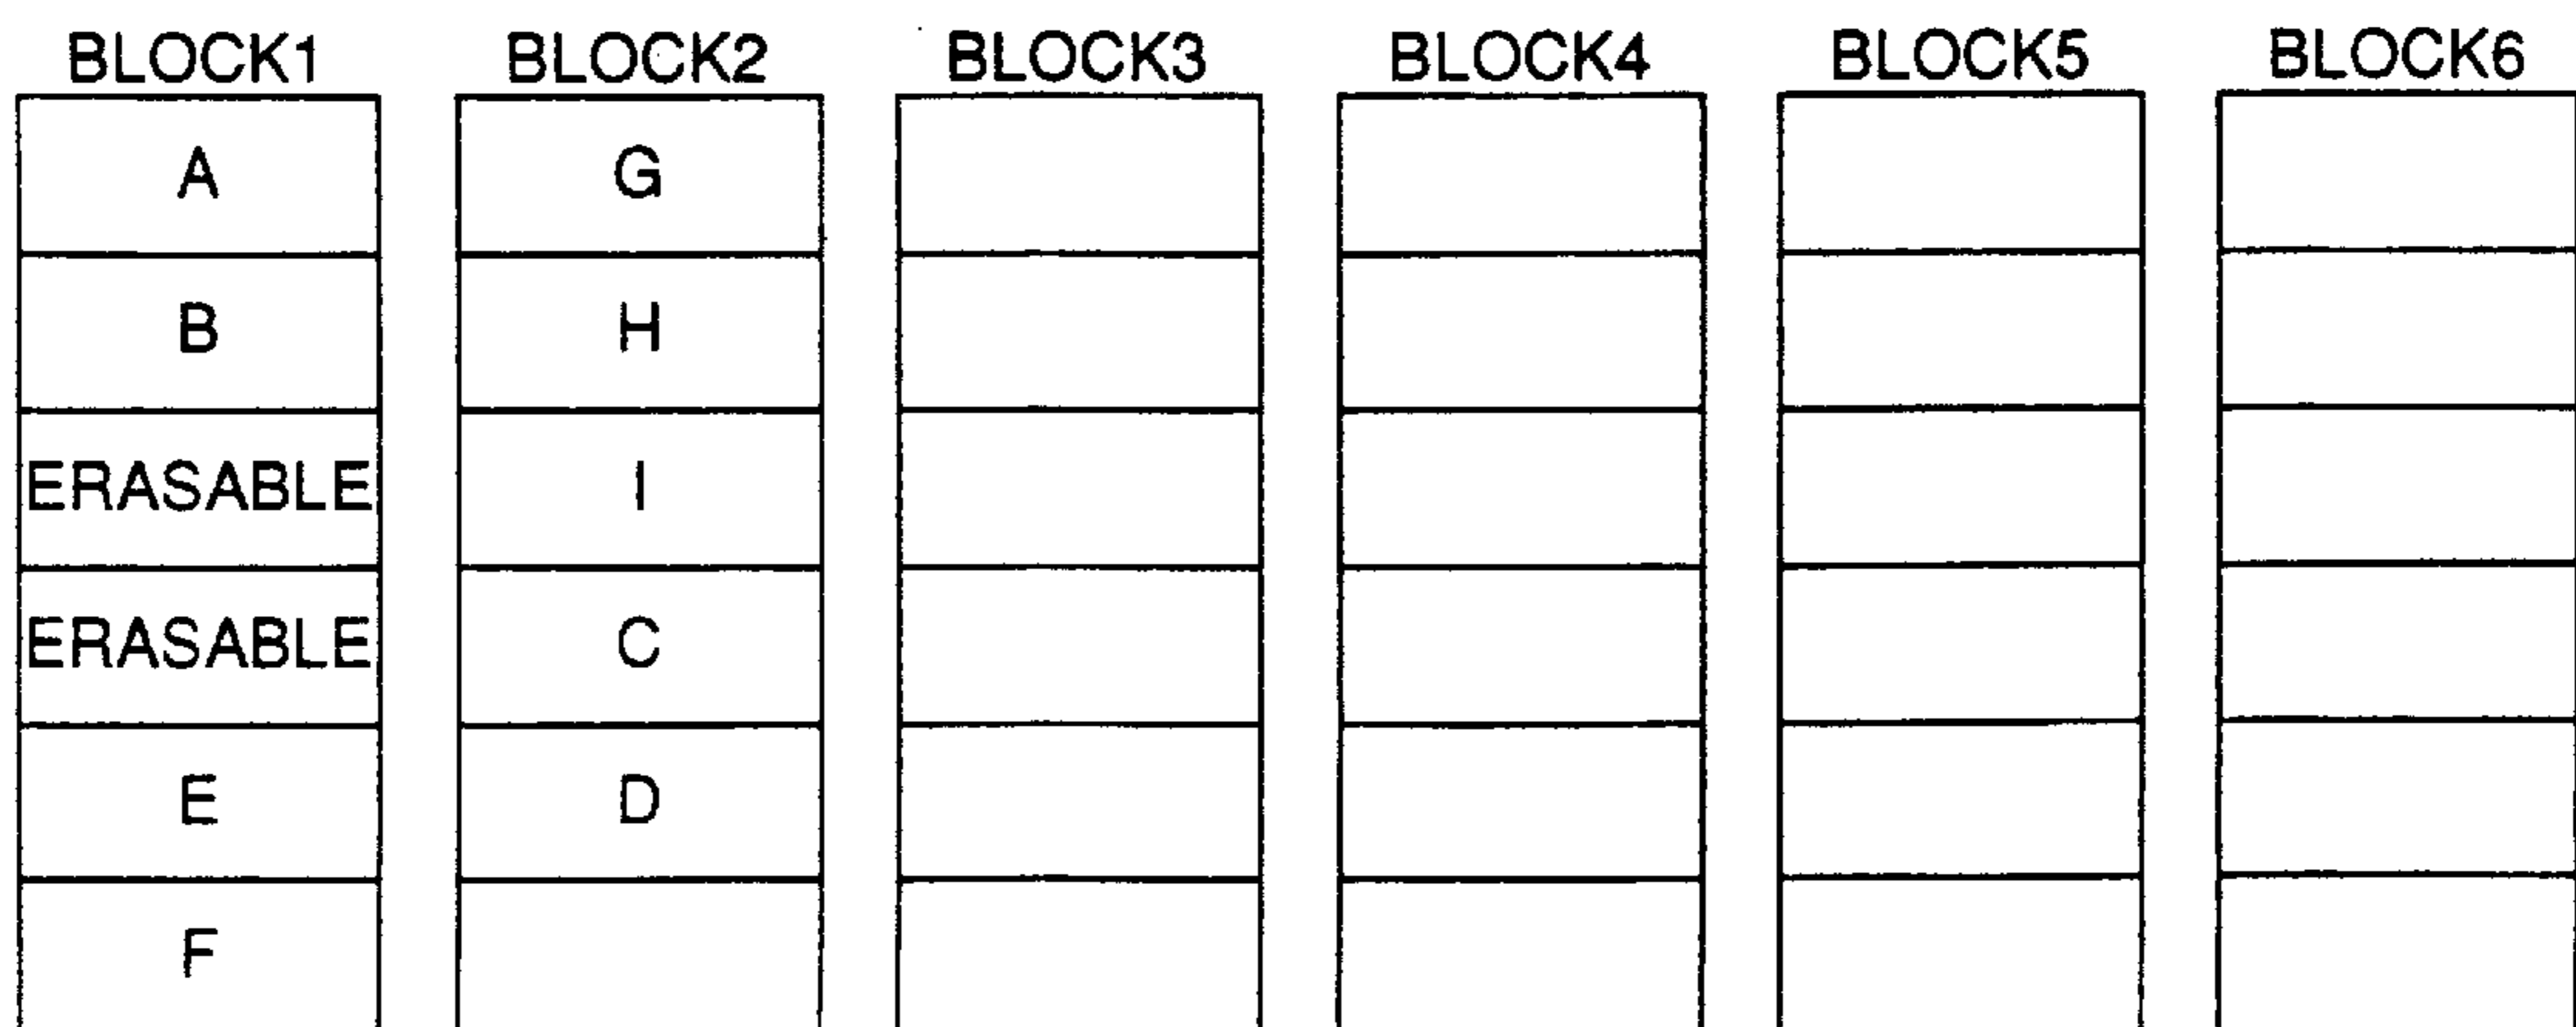 BLOCK1 BLOCK2 BLOCK3 BLOCK4 BLOCK5 BLOCK6
A G
B H
ERASABLE I
ERASABLE C
E D
F